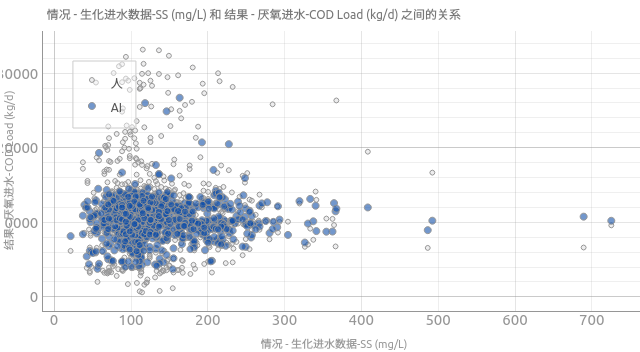 情况 - 生化进水数据-SS (mg/L) 和 结果 - 厌氧进水-COD Load (kg/d) 之间的关系
人
AI
0
0 100 200 300 400 500 600 700
情况 - 生化进水数据-SS (mg/L)
结果 - 厌氧进水-COD Load (kg/d)